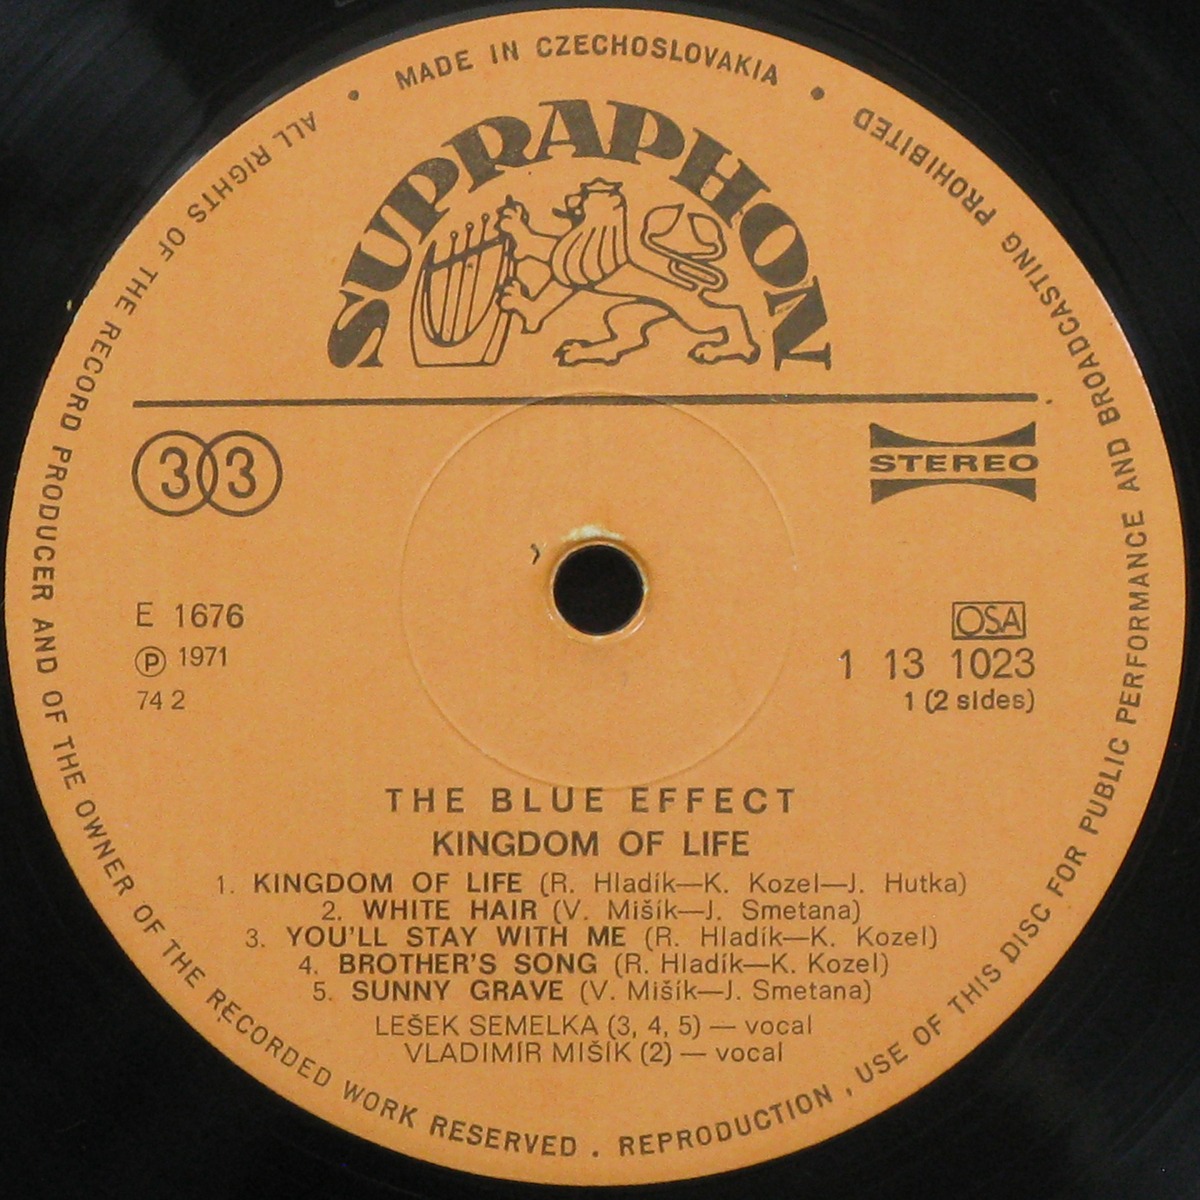 MADE IN CZECHOSLOVAKIA
ALL RIGHTS OF THE RECORD PRODUCER AND OF THE OWNER OF THE RECORDED WORK RESERVED . REPRODUCTION , USE OF THIS DISC FOR PUBLIC PERFORMANCE AND BROADCASTING PROHIBITED
SUPRAPHON
33
STEREO
E 1676
℗ 1971
74 2
OSA
1 13 1023
1 (2 sides)
THE BLUE EFFECT
KINGDOM OF LIFE
1. KINGDOM OF LIFE (R. Hladík—K. Kozel—J. Hutka)
2. WHITE HAIR (V. Mišík—J. Smetana)
3. YOU'LL STAY WITH ME (R. Hladík—K. Kozel)
4. BROTHER'S SONG (R. Hladík—K. Kozel)
5. SUNNY GRAVE (V. Mišík—J. Smetana)
LEŠEK SEMELKA (3, 4, 5) — vocal
VLADIMÍR MIŠÍK (2) — vocal